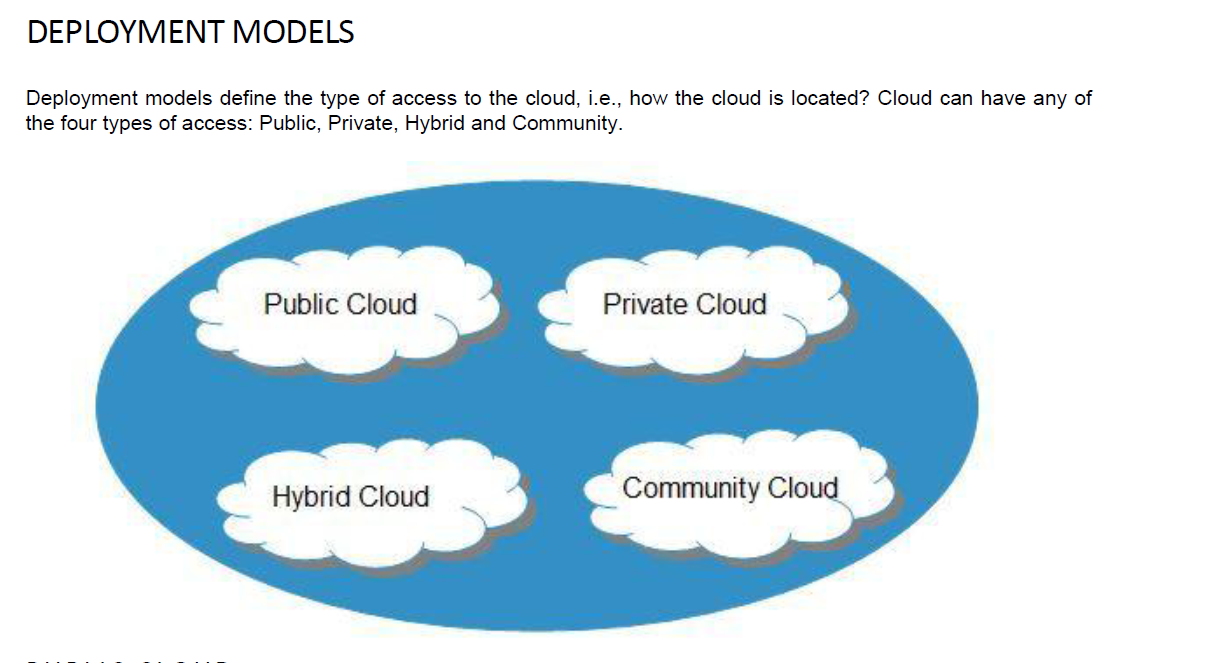 DEPLOYMENT MODELS
Deployment models define the type of access to the cloud, i.e., how the cloud is located? Cloud can have any of
the four types of access: Public, Private, Hybrid and Community.
Public Cloud
Private Cloud
Hybrid Cloud
Community Cloud